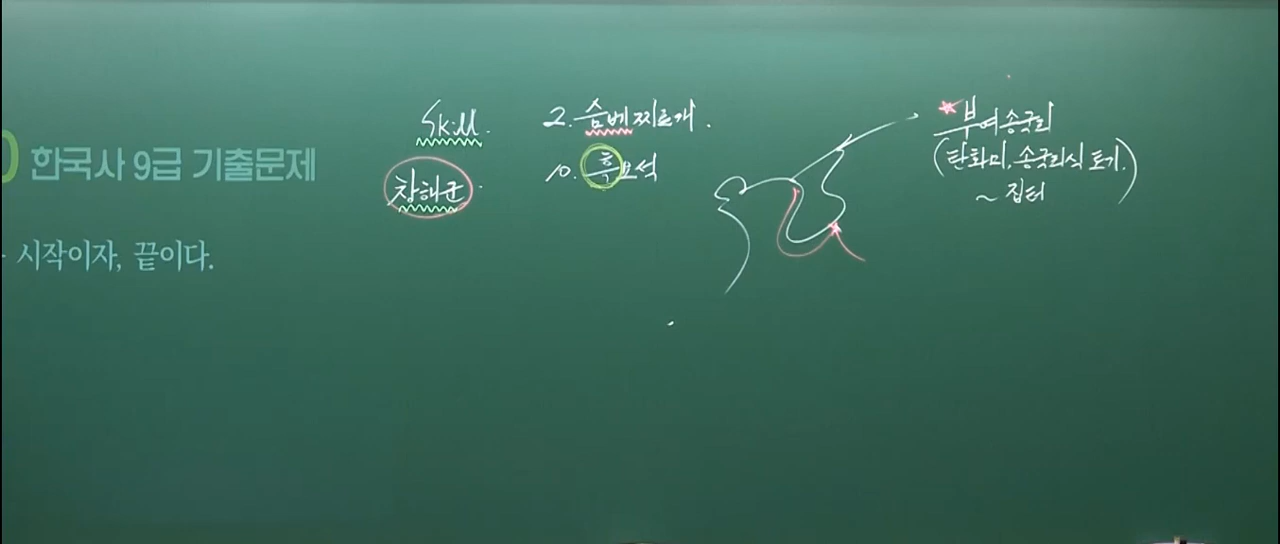 한국사 9급 기출문제
시작이자, 끝이다.
Skill.
창해군.
2. 슴베찌르개.
10. 흑요석
부여송국리
(탄화미, 송국리식 토기.)
~ 집터